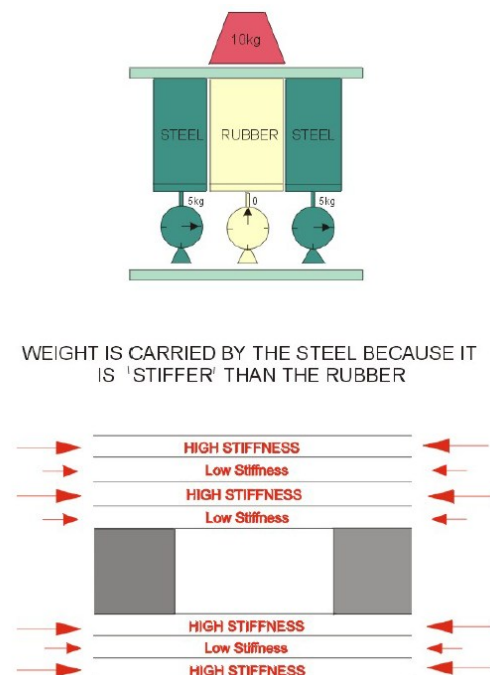 10kg
STEEL RUBBER STEEL
5kg 0 5kg
WEIGHT IS CARRIED BY THE STEEL BECAUSE IT
IS 'STIFFER' THAN THE RUBBER
HIGH STIFFNESS
Low Stiffness
HIGH STIFFNESS
Low Stiffness
HIGH STIFFNESS
Low Stiffness
HIGH STIFFNESS